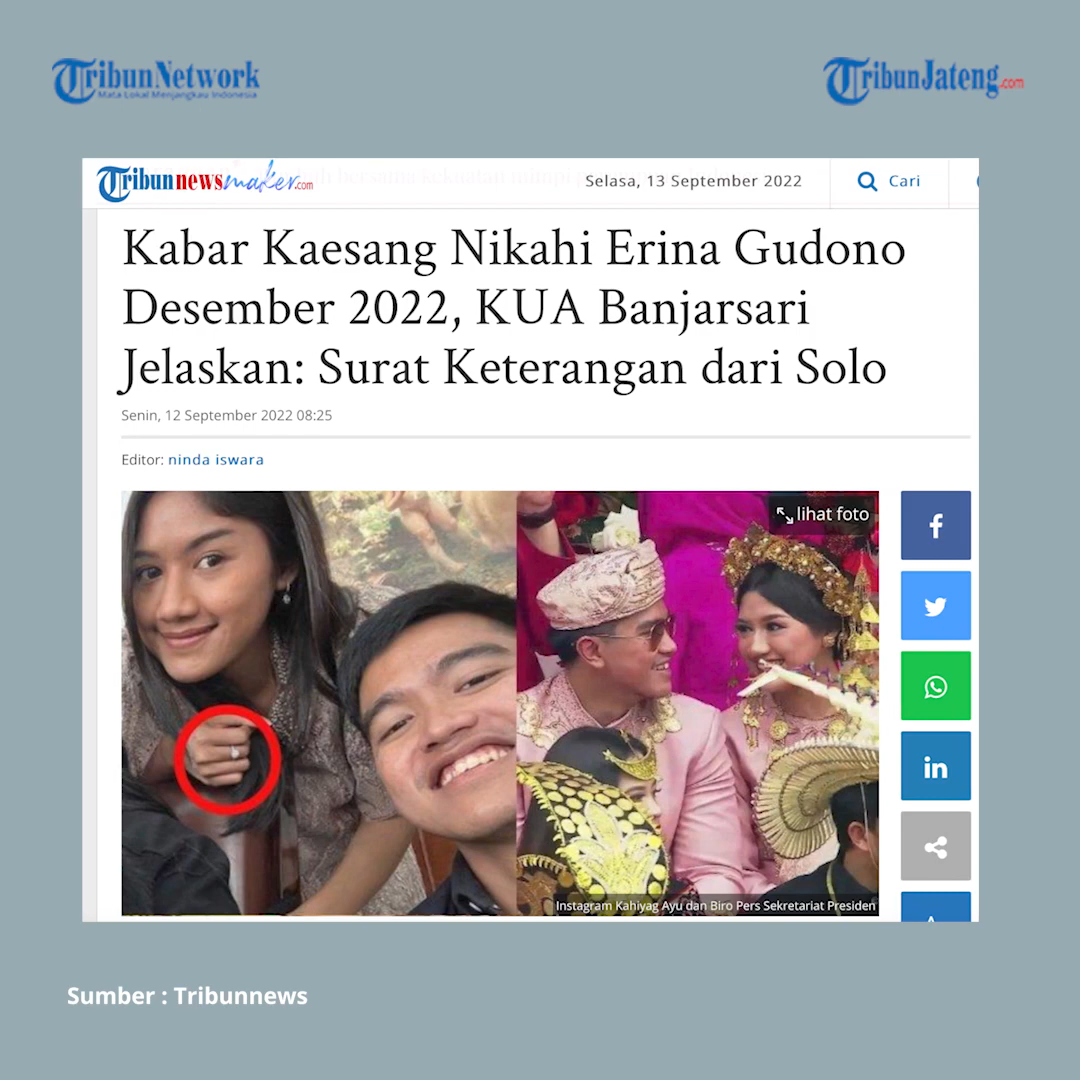 TribunNetwork
Mata Lokal Menjangkau Indonesia
TribunJateng.com
Tribunnewsmaker.com
Selasa, 13 September 2022
Cari
Kabar Kaesang Nikahi Erina Gudono
Desember 2022, KUA Banjarsari
Jelaskan: Surat Keterangan dari Solo
Senin, 12 September 2022 08:25
Editor: ninda iswara
lihat foto
Instagram Kahiyag Ayu dan Biro Pers Sekretariat Presiden
Sumber : Tribunnews